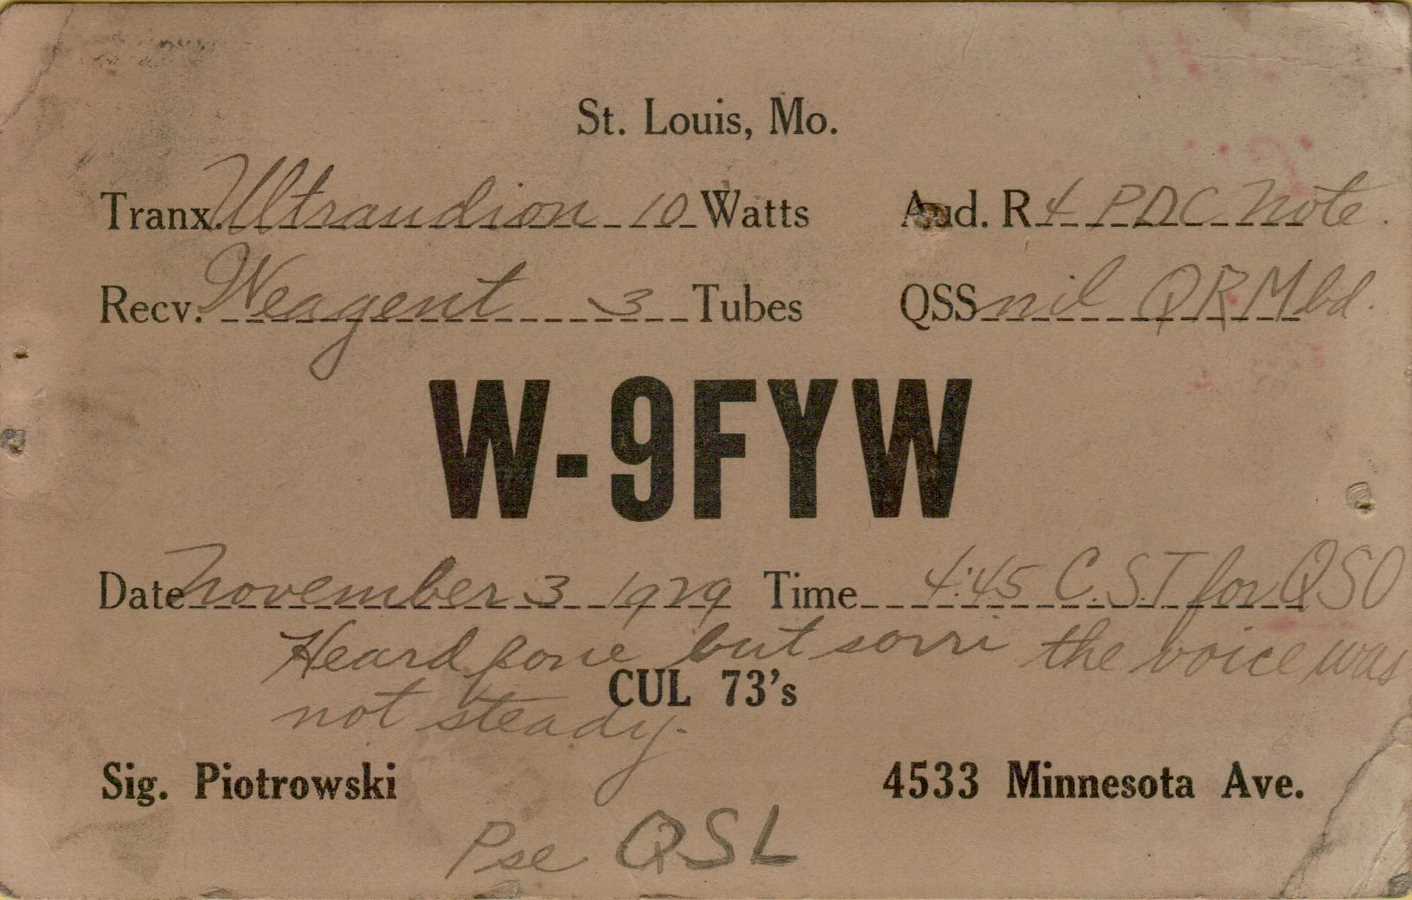 St. Louis, Mo.
Tranx. Ultraudion 10 Watts Aud. R 4 PDC note.
Recv. Weagent 3 Tubes QSS nil QRM bd.
W-9FYW
Date November 3 1929 Time 4:45 C.S.T for QSO
Heard fone but sorri the voice was
CUL 73's
not steady.
Sig. Piotrowski 4533 Minnesota Ave.
Pse QSL